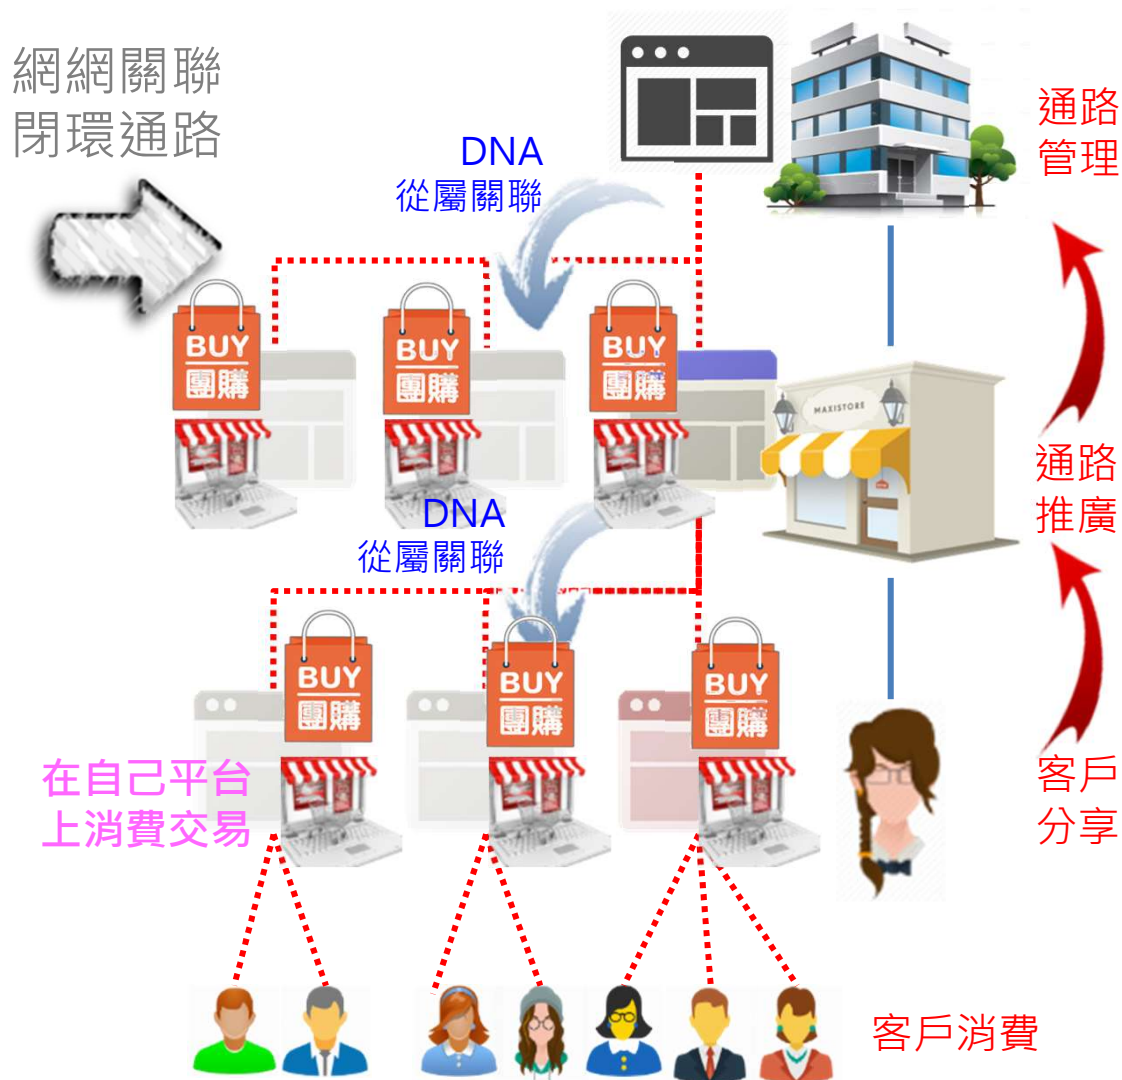 網網關聯
閉環通路
通路
管理
DNA
從屬關聯
BUY
團購
BUY
團購
BUY
團購
MAXISTORE
通路
推廣
DNA
從屬關聯
BUY
團購
BUY
團購
BUY
團購
在自己平台
上消費交易
客戶
分享
客戶消費